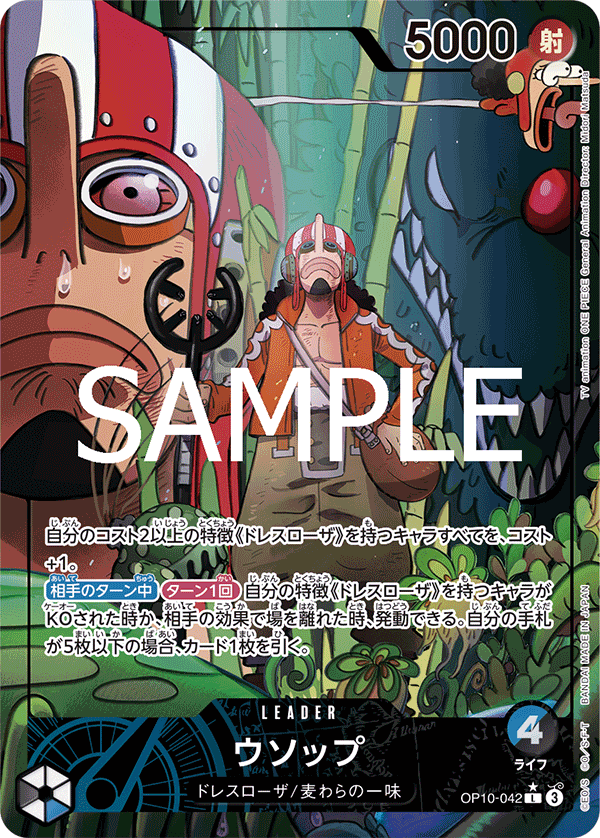 5000 射
SAMPLE
自分のコスト2以上の特徴《ドレスローザ》を持つキャラすべてを、コスト
+1。
相手のターン中 ターン1回 自分の特徴《ドレスローザ》を持つキャラが
KOされた時か、相手の効果で場を離れた時、発動できる。自分の手札
が5枚以下の場合、カード1枚を引く。
LEADER
ウソップ
ドレスローザ/麦わらの一味
4
ライフ
OP10-042 L 3
TV animation ONE PIECE General Animation Director: Midori Matsuda
©E.O/S ©O/S・F・T BANDAI MADE IN JAPAN